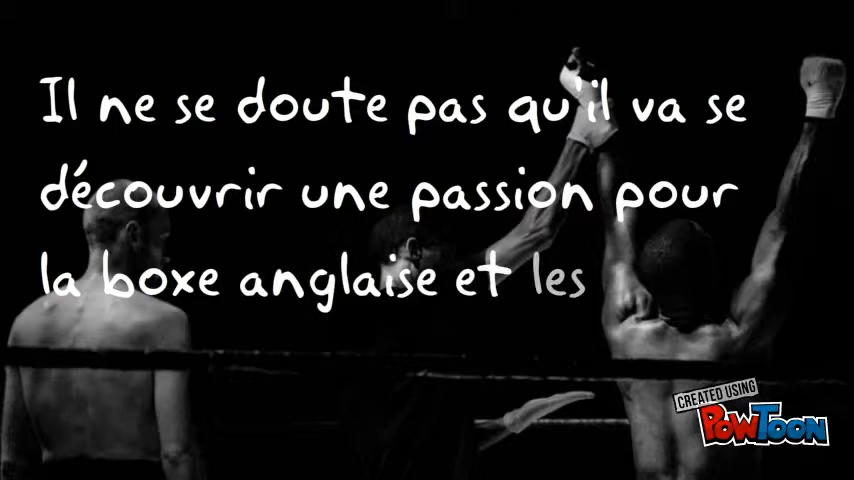 Il ne se doute pas qu'il va se
découvrir une passion pour
la boxe anglaise et les
CREATED USING
POWTOON